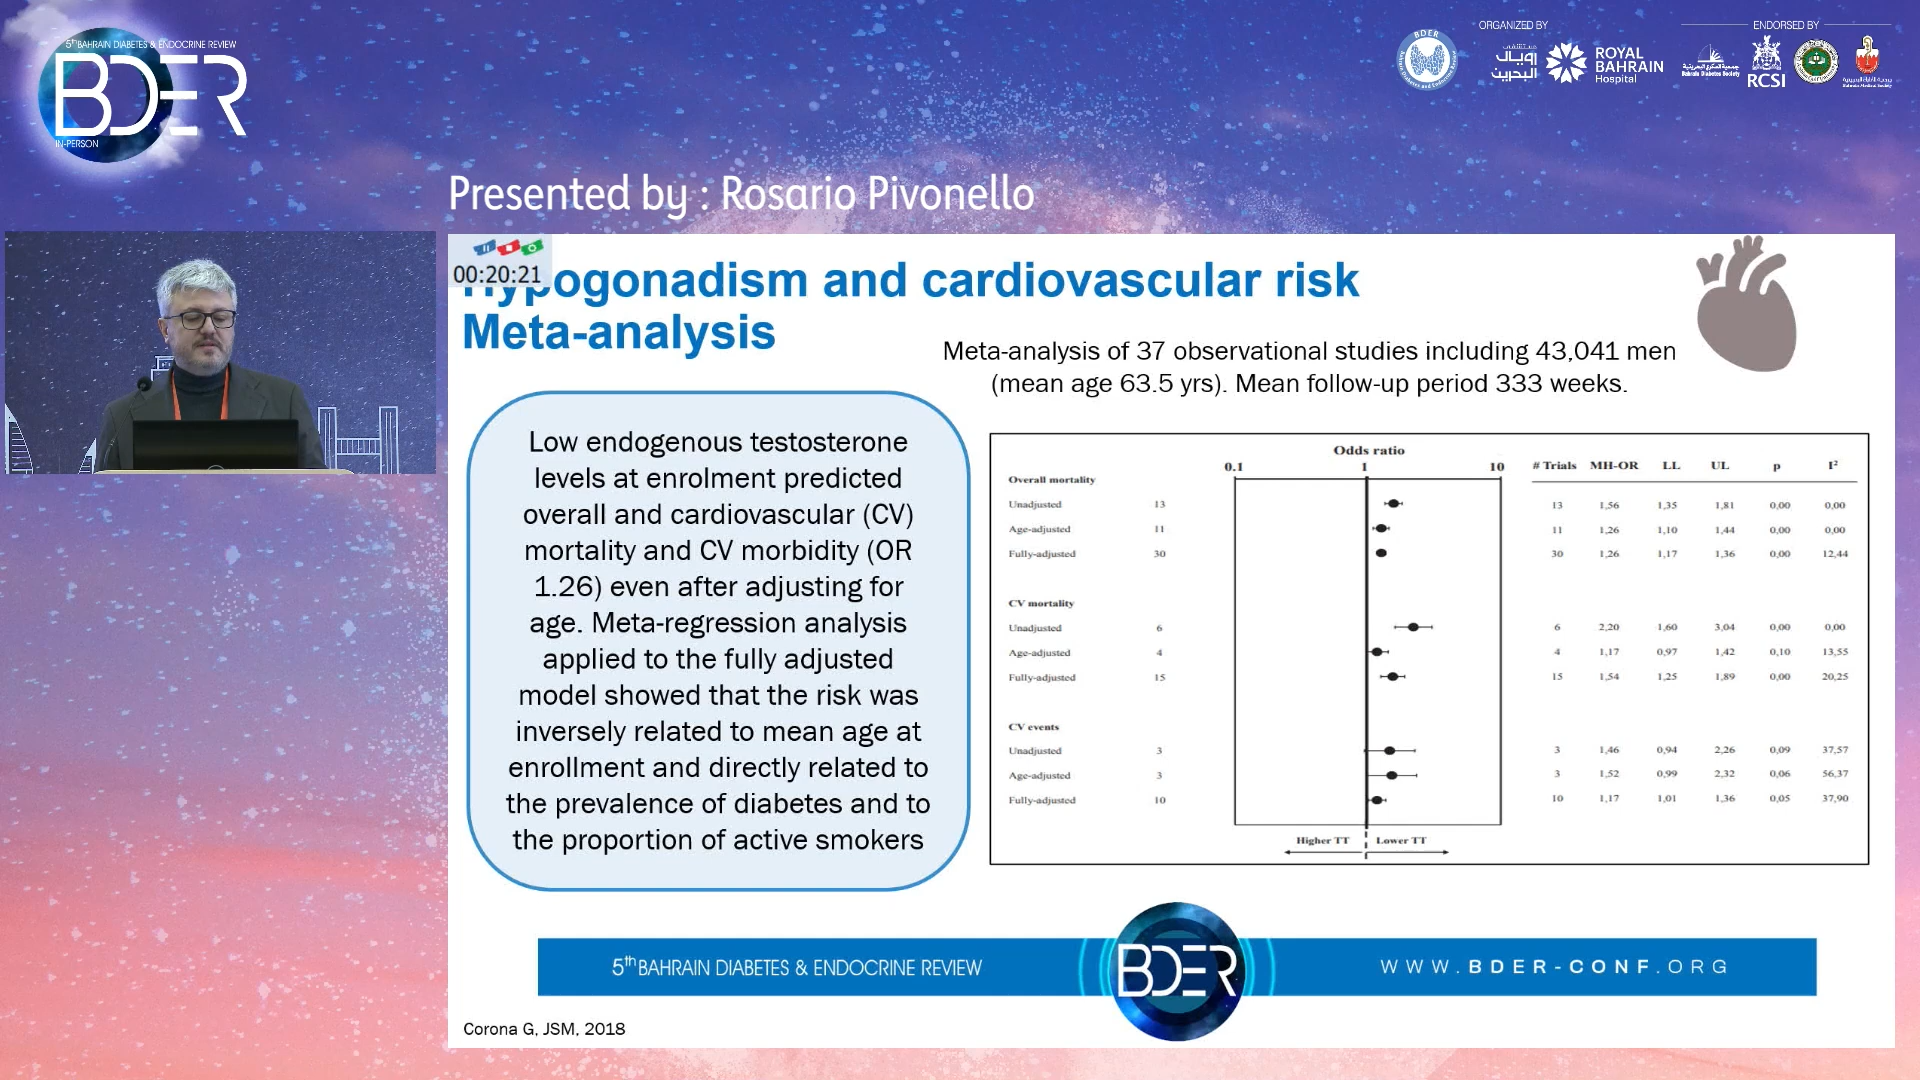 5th BAHRAIN DIABETES & ENDOCRINE REVIEW
BDER
IN-PERSON
ORGANIZED BY
ENDORSED BY
BDER
مستشفى
رويال
البحرين
ROYAL
BAHRAIN
Hospital
Bahrain Diabetes Society
RCSI
Bahrain Medical Society
Presented by : Rosario Pivonello
00:20:21
Hypogonadism and cardiovascular risk
Meta-analysis
Meta-analysis of 37 observational studies including 43,041 men
(mean age 63.5 yrs). Mean follow-up period 333 weeks.
Low endogenous testosterone
levels at enrolment predicted
overall and cardiovascular (CV)
mortality and CV morbidity (OR
1.26) even after adjusting for
age. Meta-regression analysis
applied to the fully adjusted
model showed that the risk was
inversely related to mean age at
enrollment and directly related to
the prevalence of diabetes and to
the proportion of active smokers
Odds ratio
0.1 1 10 # Trials MH-OR LL UL p I²
Overall mortality
Unadjusted 13 13 1,56 1,35 1,81 0,00 0,00
Age-adjusted 11 11 1,26 1,10 1,44 0,00 0,00
Fully-adjusted 30 30 1,26 1,17 1,36 0,00 12,44
CV mortality
Unadjusted 6 6 2,20 1,60 3,04 0,00 0,00
Age-adjusted 4 4 1,17 0,97 1,42 0,10 13,55
Fully-adjusted 15 15 1,54 1,25 1,89 0,00 20,25
CV events
Unadjusted 3 3 1,46 0,94 2,26 0,09 37,57
Age-adjusted 3 3 1,52 0,99 2,32 0,06 56,37
Fully-adjusted 10 10 1,17 1,01 1,36 0,05 37,90
Higher TT Lower TT
5th BAHRAIN DIABETES & ENDOCRINE REVIEW
BDER
WWW.BDER-CONF.ORG
Corona G, JSM, 2018